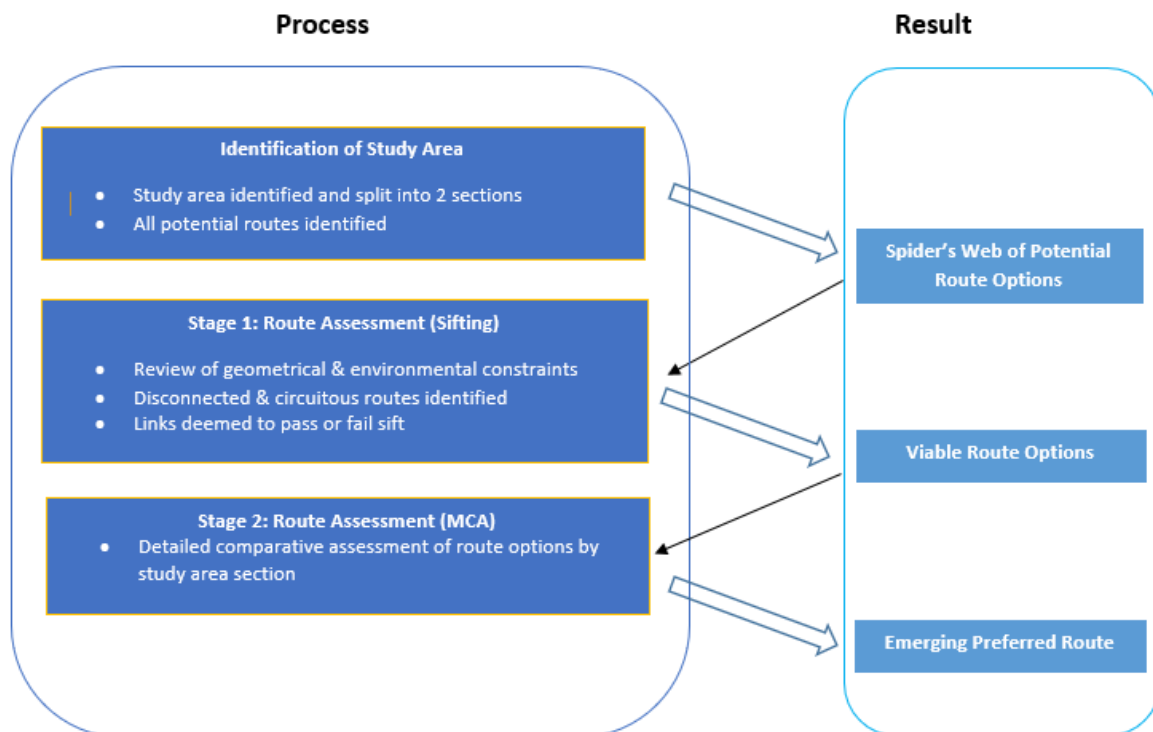 Process
Result
Identification of Study Area
• Study area identified and split into 2 sections
• All potential routes identified
Spider’s Web of Potential
Route Options
Stage 1: Route Assessment (Sifting)
• Review of geometrical & environmental constraints
• Disconnected & circuitous routes identified
• Links deemed to pass or fail sift
Viable Route Options
Stage 2: Route Assessment (MCA)
• Detailed comparative assessment of route options by
study area section
Emerging Preferred Route